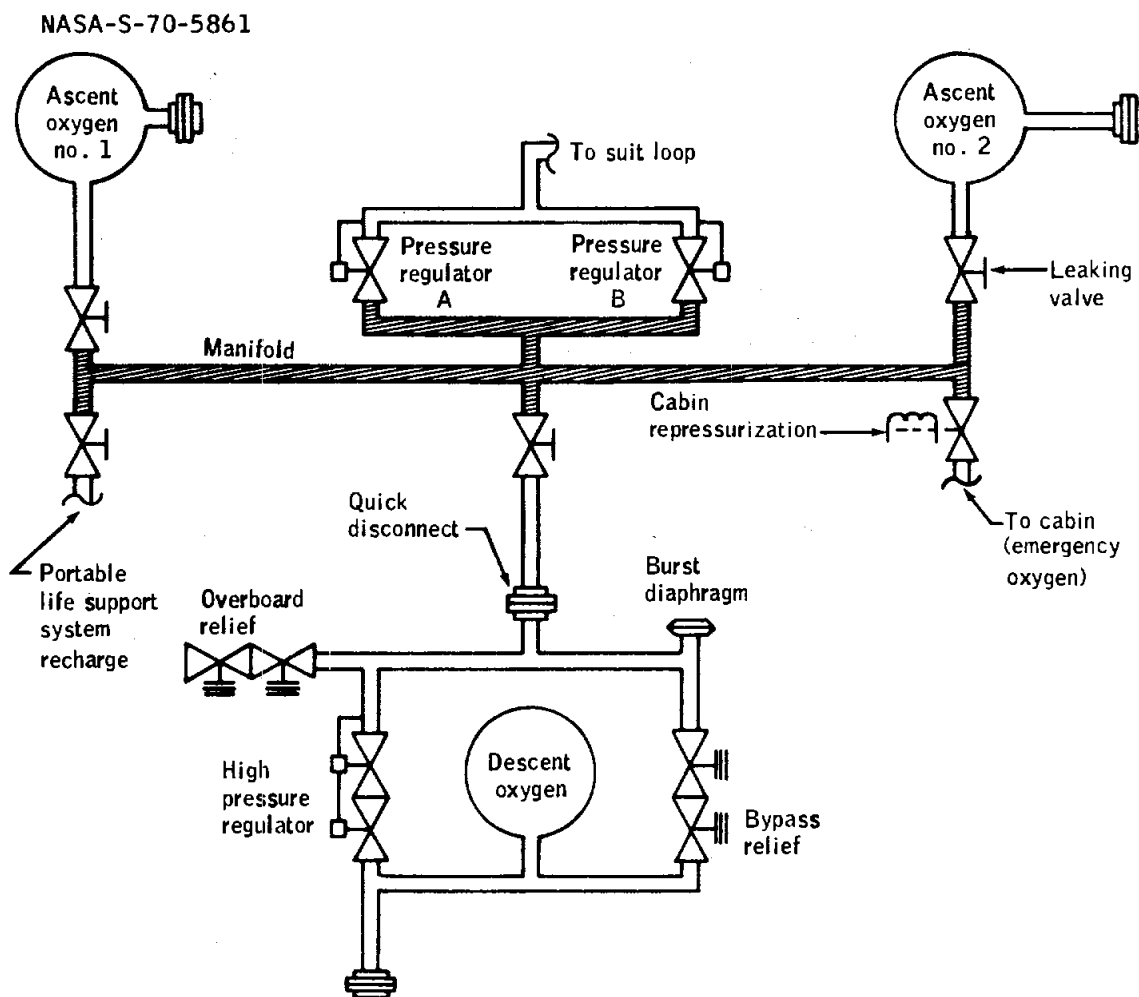 NASA-S-70-5861
Ascent
oxygen
no. 1
Ascent
oxygen
no. 2
To suit loop
Pressure
regulator
A
Pressure
regulator
B
Leaking
valve
Manifold
Cabin
repressurization
Quick
disconnect
To cabin
(emergency
oxygen)
Portable
life support
system
recharge
Overboard
relief
Burst
diaphragm
High
pressure
regulator
Descent
oxygen
Bypass
relief